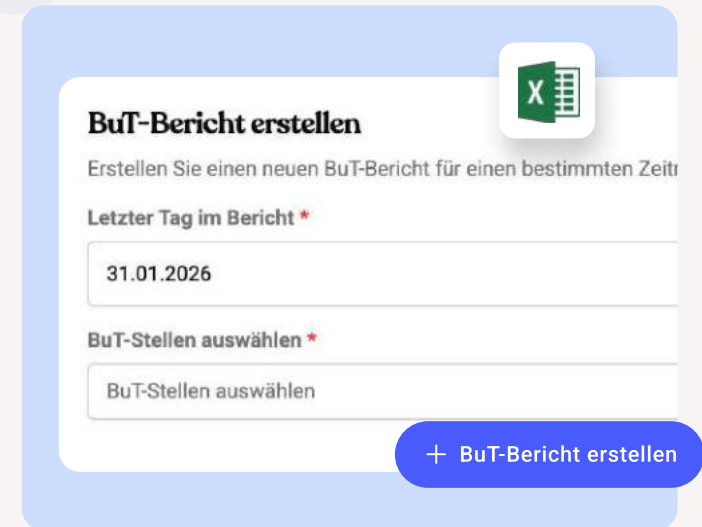 X
BuT-Bericht erstellen
Erstellen Sie einen neuen BuT-Bericht für einen bestimmten
Letzter Tag im Bericht *
31.01.2026
BuT-Stellen auswählen *
BuT-Stellen auswählen
+ BuT-Bericht erstellen